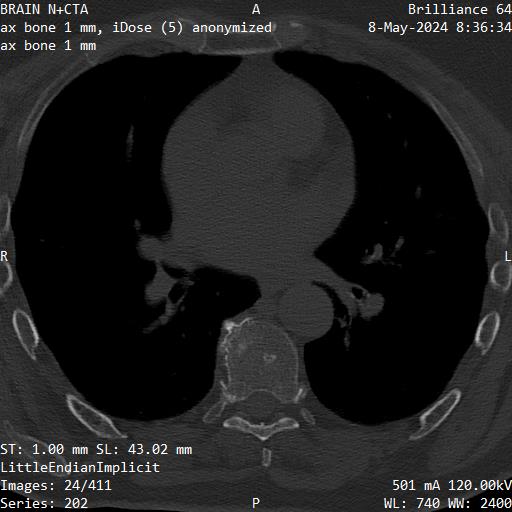 BRAIN N+CTA
ax bone 1 mm, iDose (5) anonymized
ax bone 1 mm
A
Brilliance 64
8-May-2024 8:36:34
R
L
ST: 1.00 mm SL: 43.02 mm
LittleEndianImplicit
Images: 24/411
Series: 202
P
501 mA 120.00kV
WL: 740 WW: 2400